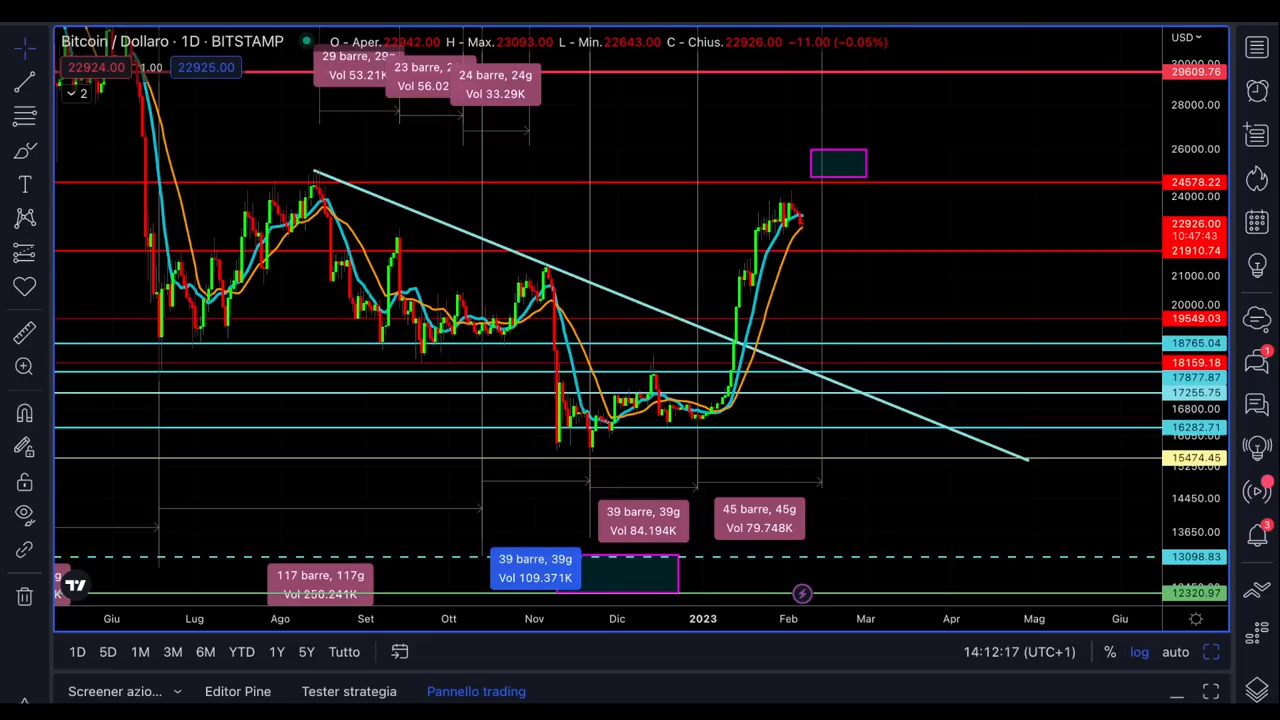 Bitcoin / Dollaro · 1D · BITSTAMP O - Aper.22942.00 H - Max.23093.00 L - Min.22643.00 C - Chius.22926.00 −11.00 (−0.05%)
USD
22924.00 1.00 22925.00
2
29 barre, 29g
Vol 53.21K
23 barre, 2
Vol 56.02
24 barre, 24g
Vol 33.29K
29609.76
28000.00
26000.00
24578.22
24000.00
22926.00
10:47:43
21910.74
21000.00
20000.00
19549.03
18765.04
18159.18
17877.87
17255.75
16800.00
16282.71
15474.45
14450.00
13650.00
13098.83
12320.97
39 barre, 39g
Vol 84.194K
45 barre, 45g
Vol 79.748K
39 barre, 39g
Vol 109.371K
117 barre, 117g
Vol 250.241K
g
K
Giu Lug Ago Set Ott Nov Dic 2023 Feb Mar Apr Mag Giu
1D 5D 1M 3M 6M YTD 1Y 5Y Tutto 14:12:17 (UTC+1) % log auto
Screener azio... Editor Pine Tester strategia Pannello trading
1
3